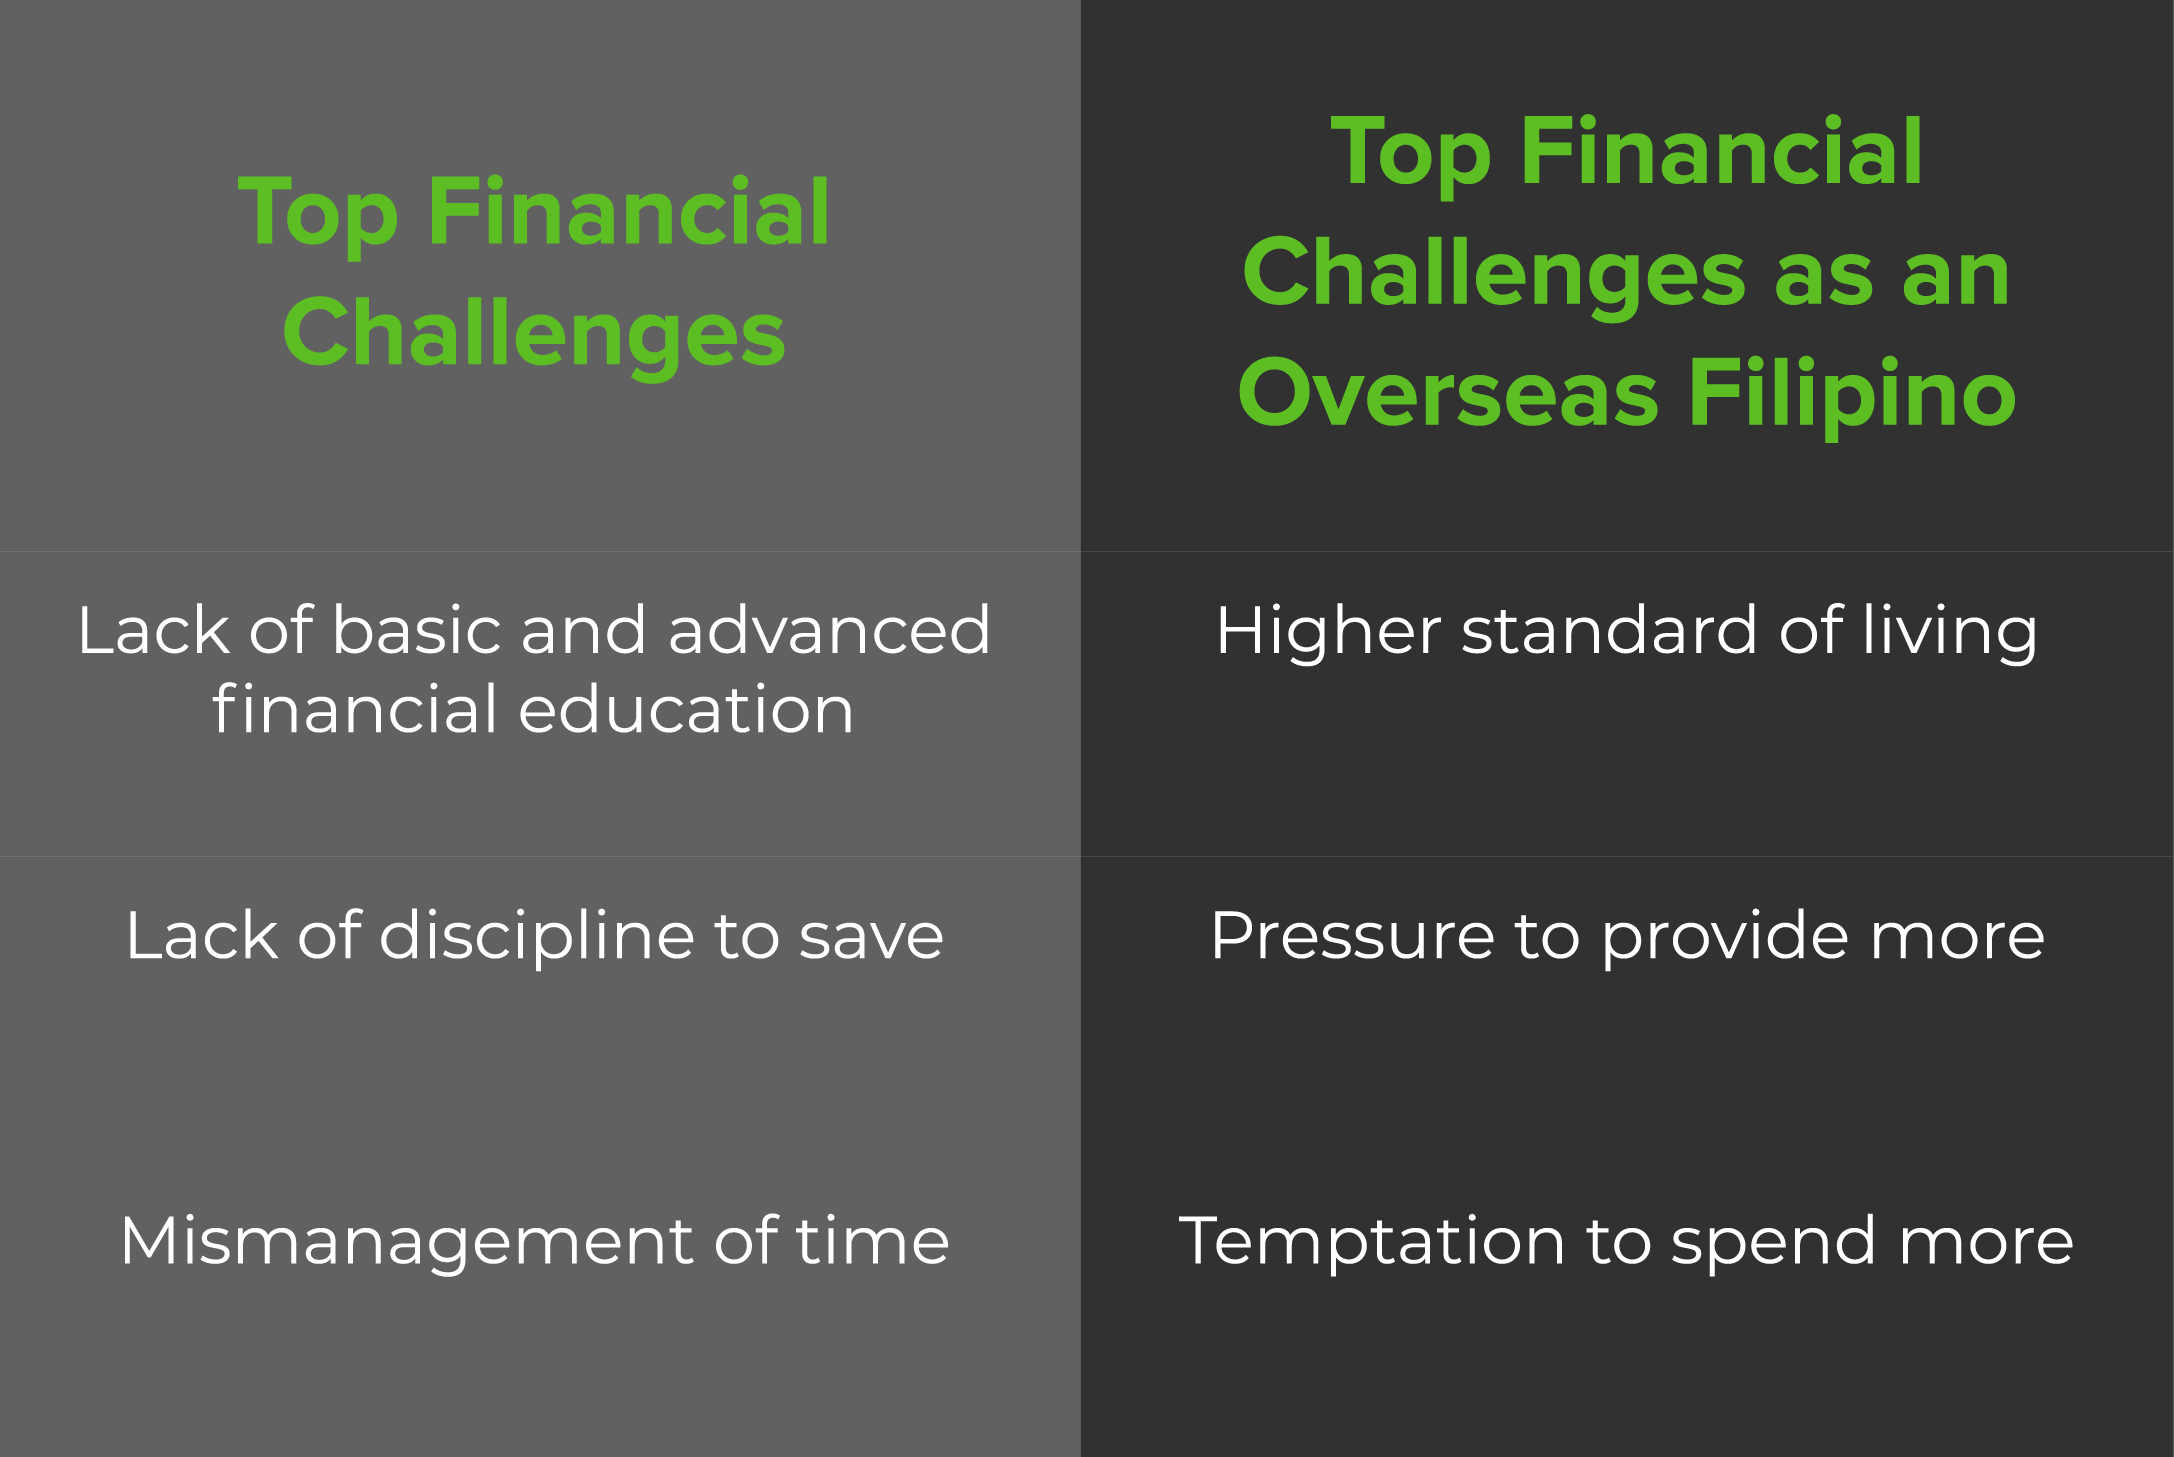 Top Financial
Challenges
Top Financial
Challenges as an
Overseas Filipino
Lack of basic and advanced
financial education
Higher standard of living
Lack of discipline to save
Pressure to provide more
Mismanagement of time
Temptation to spend more